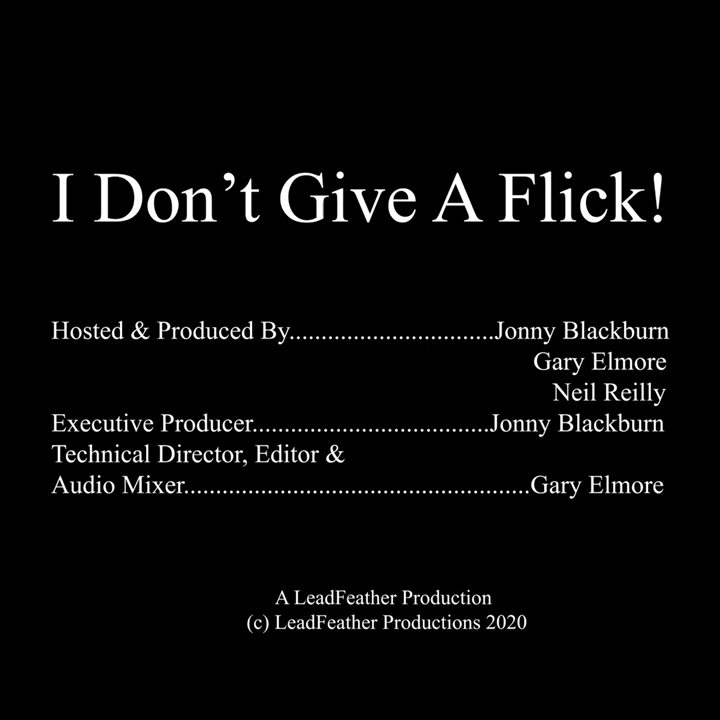 I Don’t Give A Flick!
Hosted & Produced By................................Jonny Blackburn
Gary Elmore
Neil Reilly
Executive Producer.....................................Jonny Blackburn
Technical Director, Editor &
Audio Mixer......................................................Gary Elmore
A LeadFeather Production
(c) LeadFeather Productions 2020